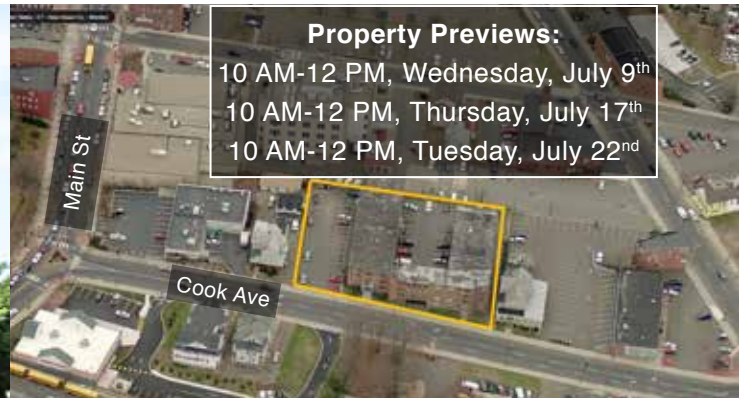 Property Previews:
10 AM-12 PM, Wednesday, July 9th
10 AM-12 PM, Thursday, July 17th
10 AM-12 PM, Tuesday, July 22nd
Main St
Cook Ave